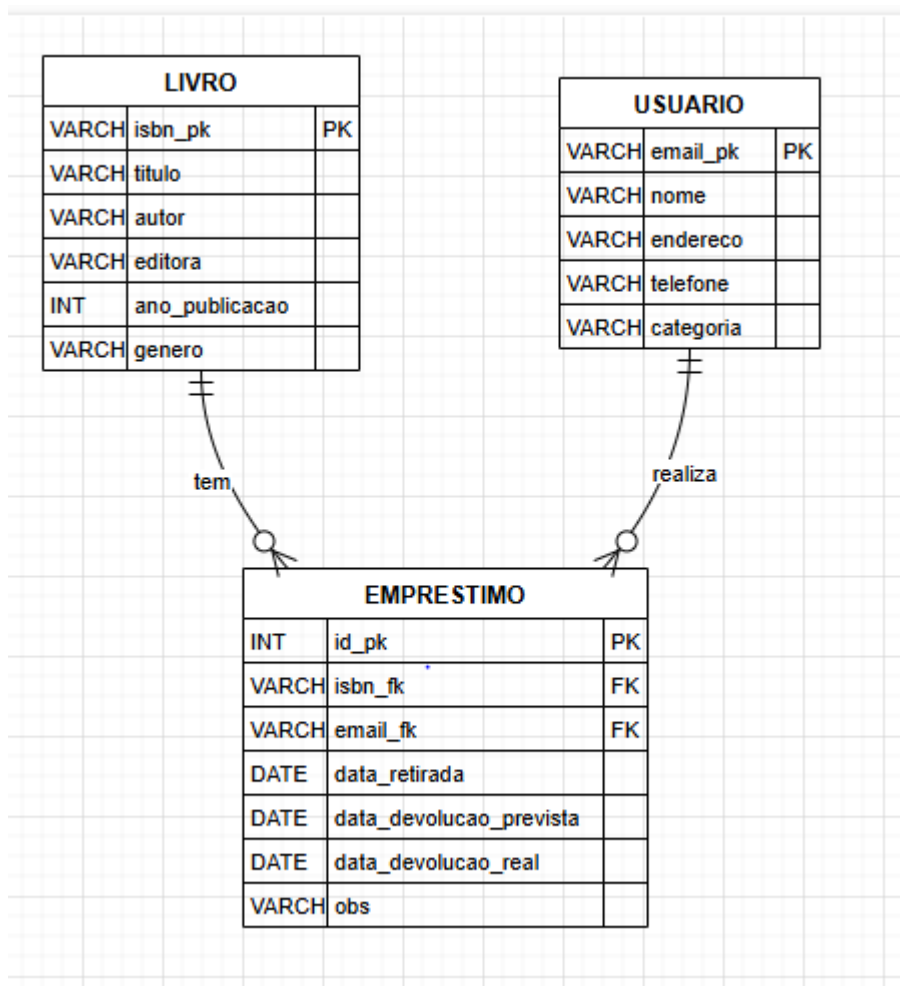 LIVRO
VARCH isbn_pk PK
VARCH titulo
VARCH autor
VARCH editora
INT ano_publicacao
VARCH genero
USUARIO
VARCH email_pk PK
VARCH nome
VARCH endereco
VARCH telefone
VARCH categoria
tem
realiza
EMPRESTIMO
INT id_pk PK
VARCH isbn_fk FK
VARCH email_fk FK
DATE data_retirada
DATE data_devolucao_prevista
DATE data_devolucao_real
VARCH obs